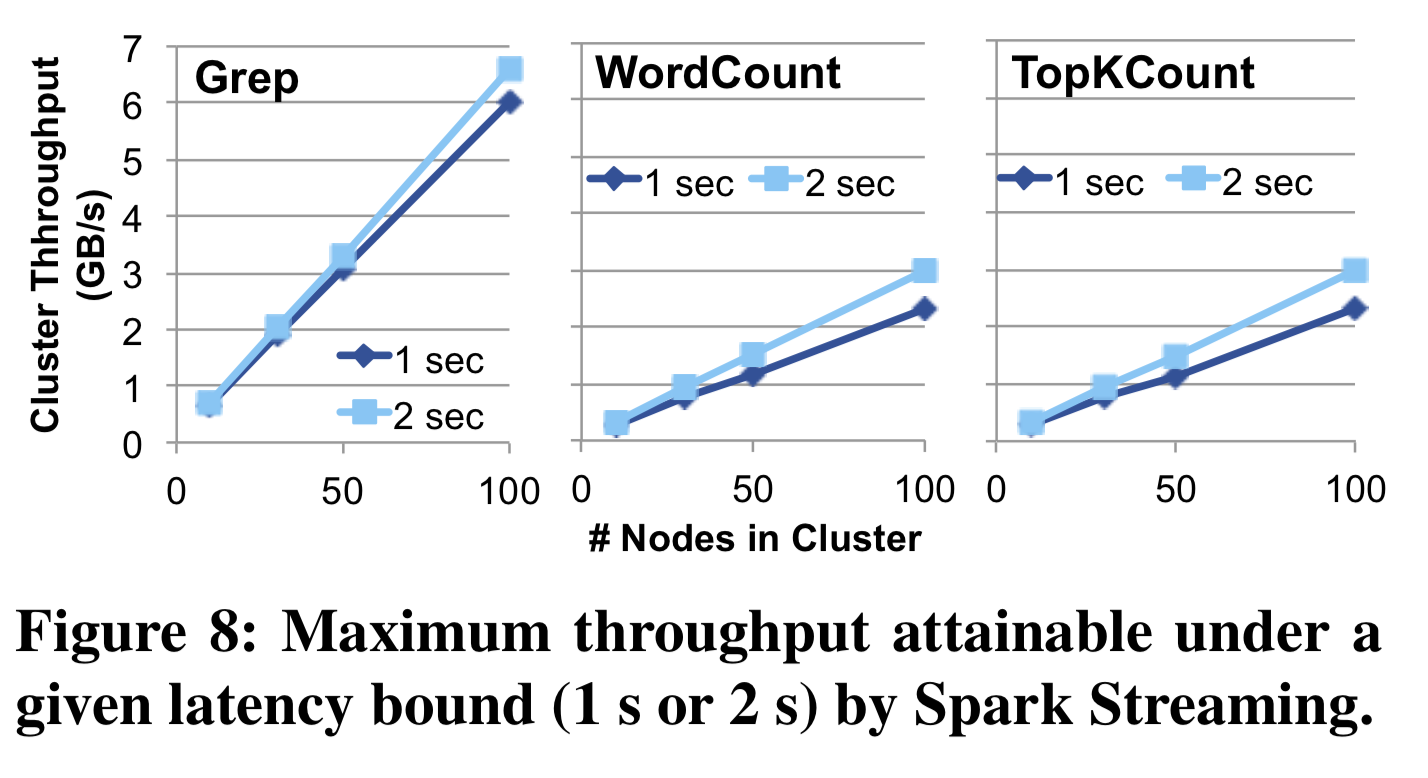 Cluster Thhroughput
(GB/s)
7
6
5
4
3
2
1
0
Grep
1 sec
2 sec
0 50 100
WordCount
1 sec 2 sec
0 50 100
TopKCount
1 sec 2 sec
0 50 100
# Nodes in Cluster
Figure 8: Maximum throughput attainable under a
given latency bound (1 s or 2 s) by Spark Streaming.